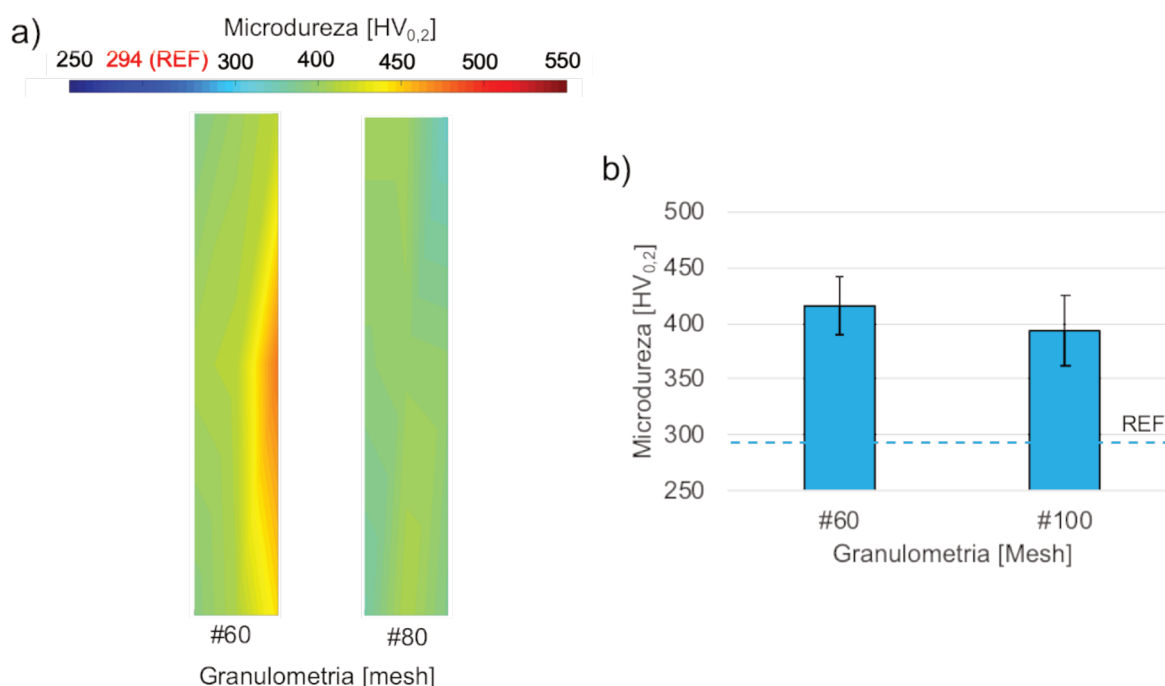 a)
Microdureza [HV0,2]
250 294 (REF) 300 400 450 500 550
#60 #80
Granulometria [mesh]
b)
Microdureza [HV0,2]
500
450
400
350
300
250
REF
#60 #100
Granulometria [Mesh]